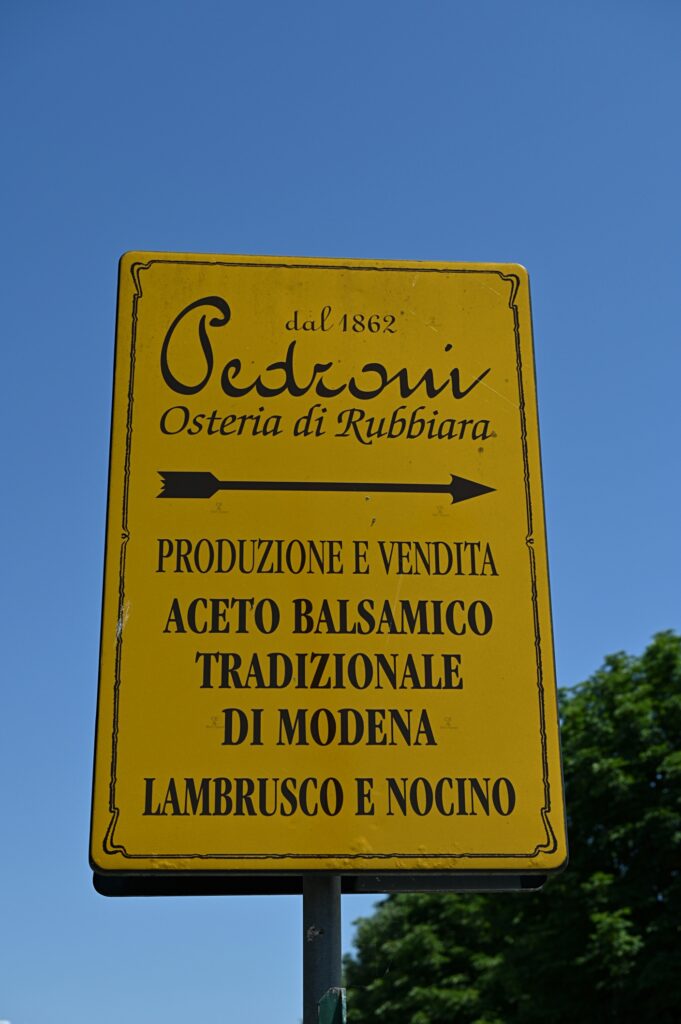 dal 1862
Pedroni
Osteria di Rubbiara
PRODUZIONE E VENDITA
ACETO BALSAMICO
TRADIZIONALE
DI MODENA
LAMBRUSCO E NOCINO